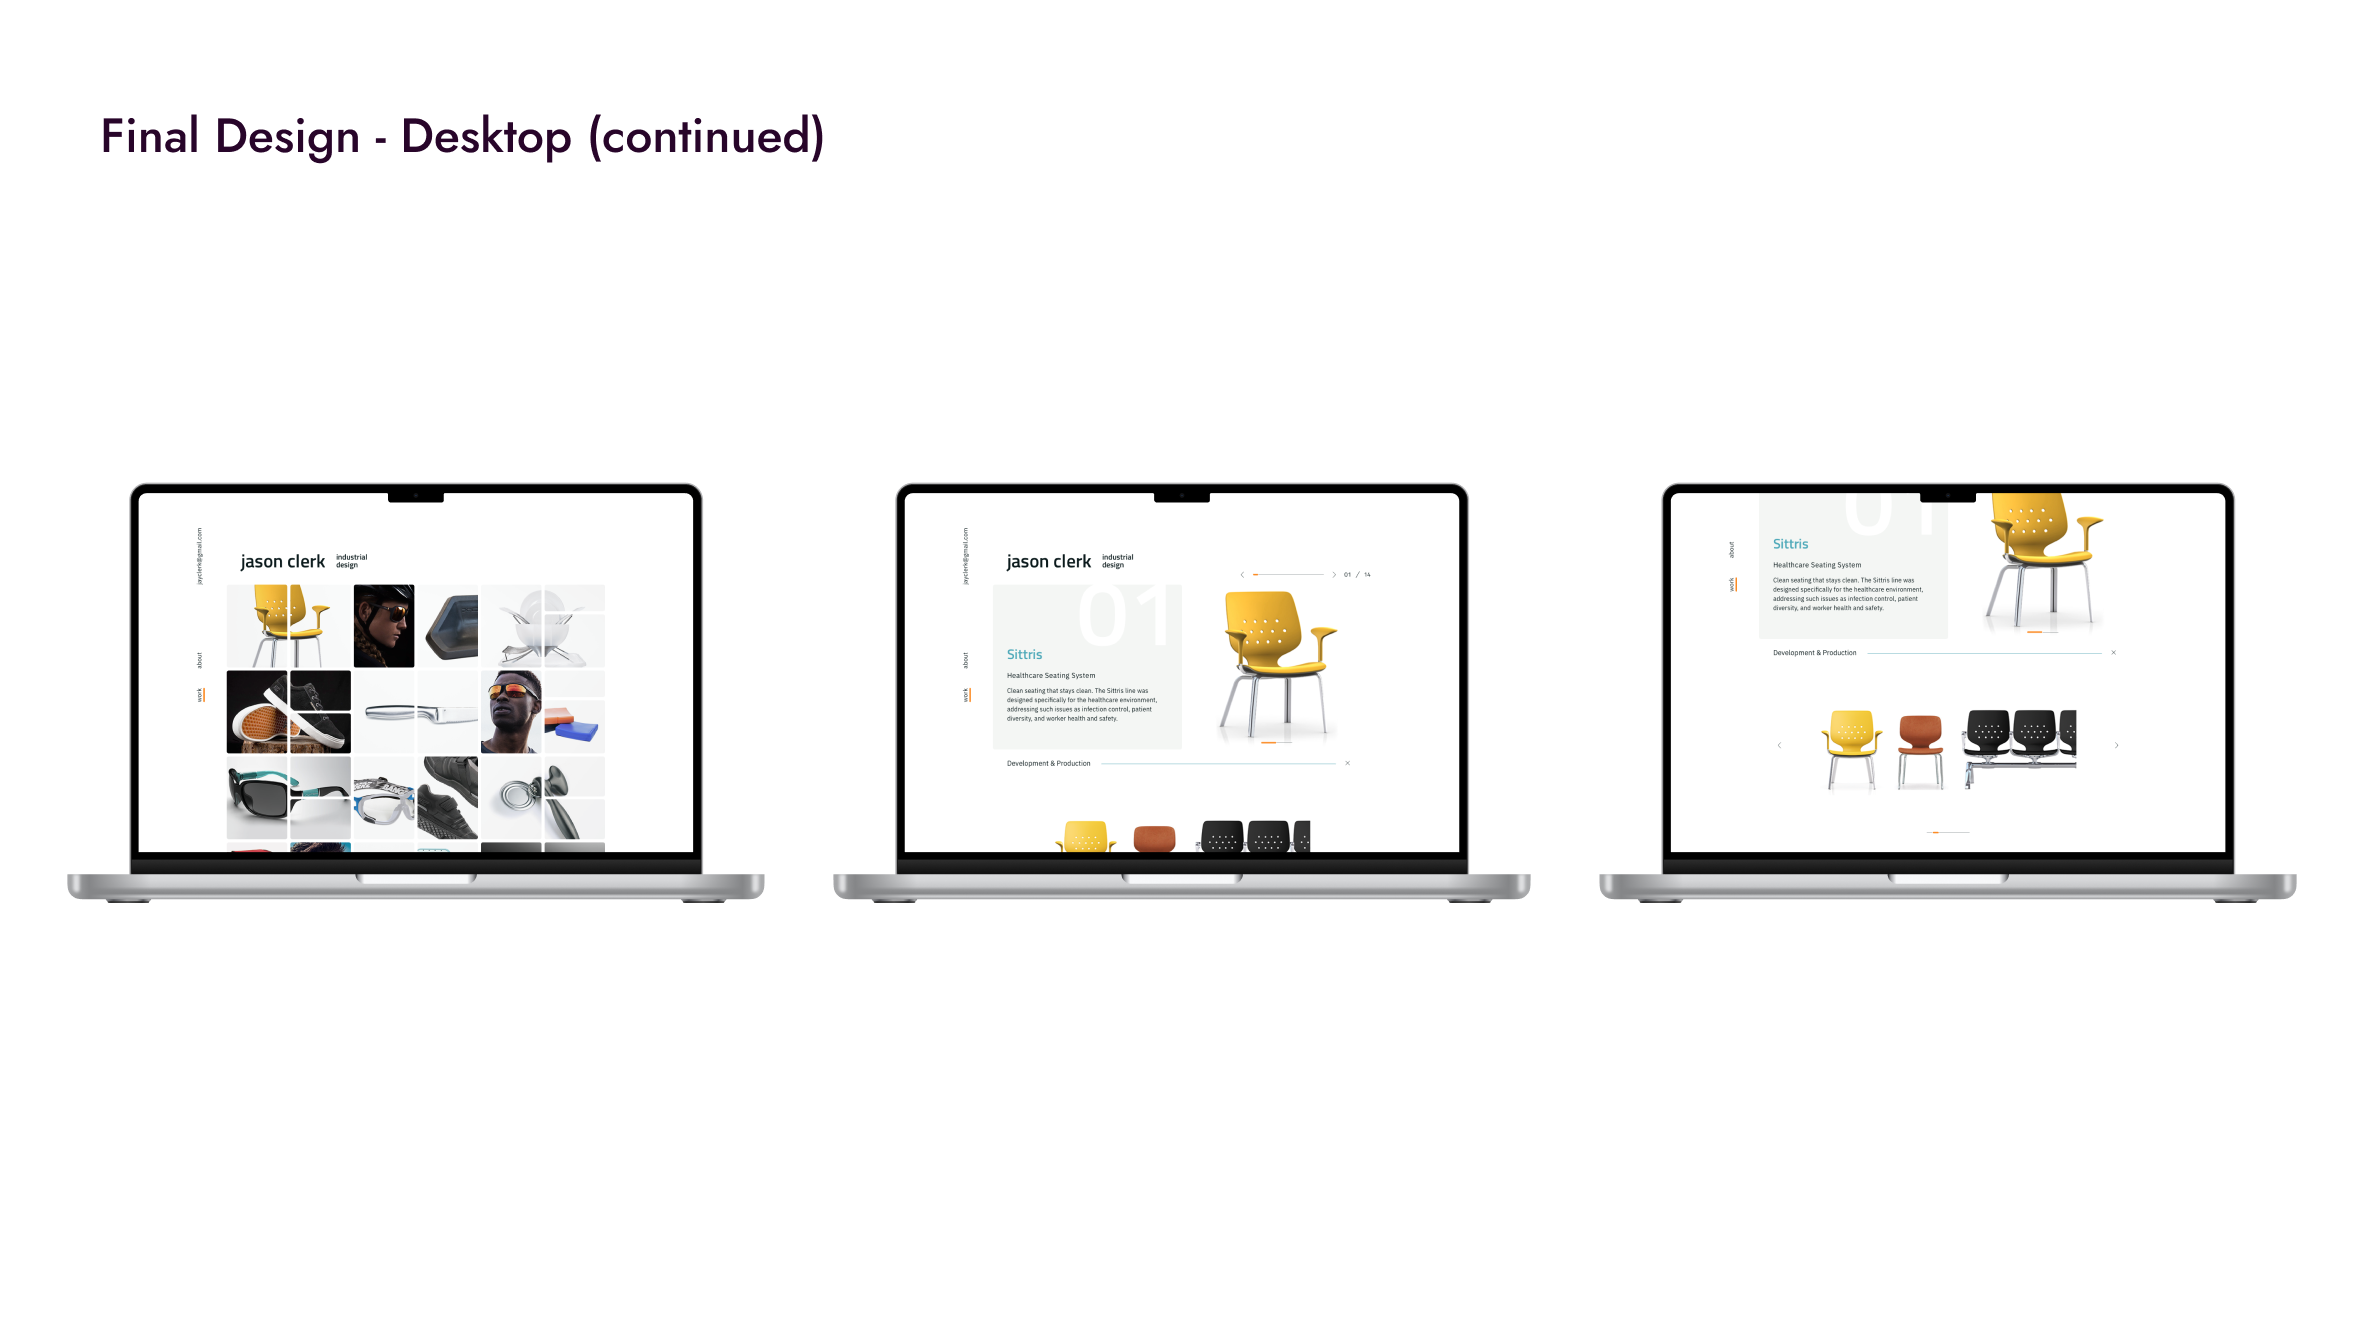 Final Design - Desktop (continued)
jayclerk@gmail.com
about
work
jason clerk
industrial
design
jayclerk@gmail.com
about
work
jason clerk
industrial
design
01 / 14
01
Sittris
Healthcare Seating System
Clean seating that stays clean. The Sittris line was
designed specifically for the healthcare environment,
addressing such issues as infection control, patient
diversity, and worker health and safety.
Development & Production
about
work
01
Sittris
Healthcare Seating System
Clean seating that stays clean. The Sittris line was
designed specifically for the healthcare environment,
addressing such issues as infection control, patient
diversity, and worker health and safety.
Development & Production